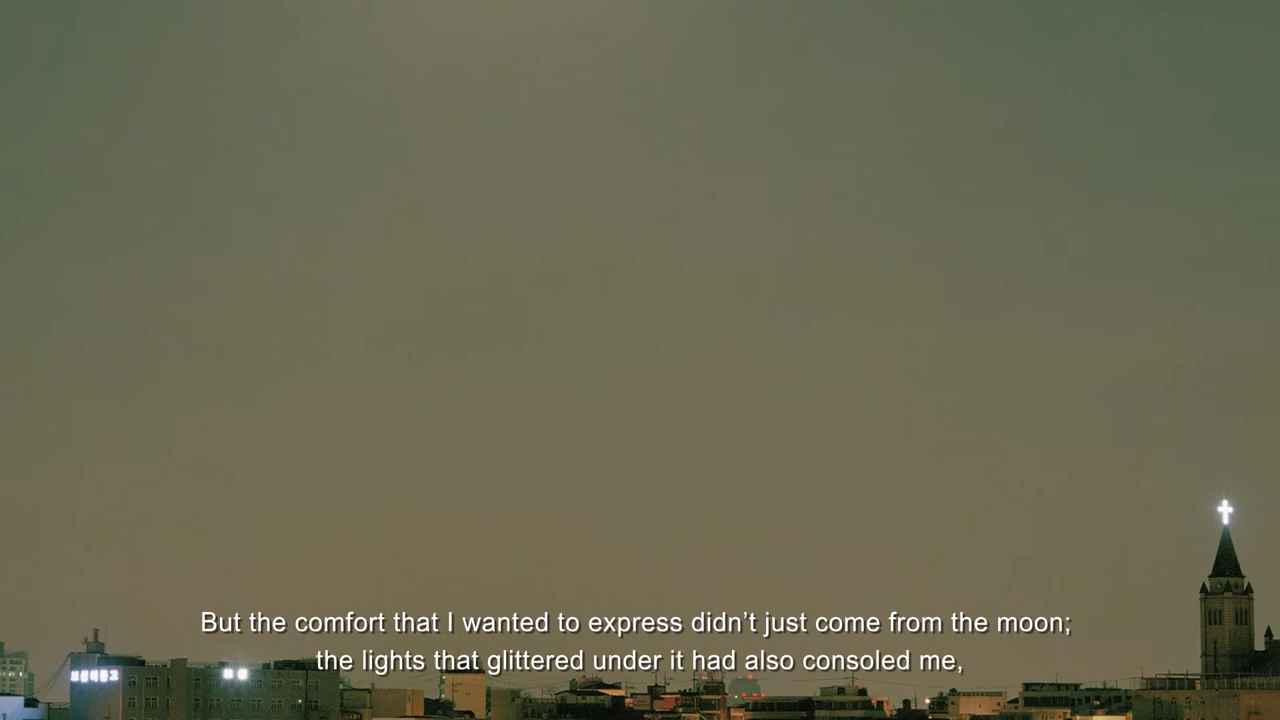 But the comfort that I wanted to express didn’t just come from the moon;
the lights that glittered under it had also consoled me,